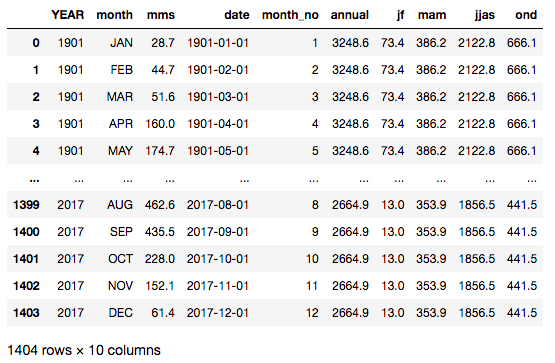 YEAR month mms date month_no annual jf mam jjas ond
0 1901 JAN 28.7 1901-01-01 1 3248.6 73.4 386.2 2122.8 666.1
1 1901 FEB 44.7 1901-02-01 2 3248.6 73.4 386.2 2122.8 666.1
2 1901 MAR 51.6 1901-03-01 3 3248.6 73.4 386.2 2122.8 666.1
3 1901 APR 160.0 1901-04-01 4 3248.6 73.4 386.2 2122.8 666.1
4 1901 MAY 174.7 1901-05-01 5 3248.6 73.4 386.2 2122.8 666.1
... ... ... ... ... ... ... ... ... ... ...
1399 2017 AUG 462.6 2017-08-01 8 2664.9 13.0 353.9 1856.5 441.5
1400 2017 SEP 435.5 2017-09-01 9 2664.9 13.0 353.9 1856.5 441.5
1401 2017 OCT 228.0 2017-10-01 10 2664.9 13.0 353.9 1856.5 441.5
1402 2017 NOV 152.1 2017-11-01 11 2664.9 13.0 353.9 1856.5 441.5
1403 2017 DEC 61.4 2017-12-01 12 2664.9 13.0 353.9 1856.5 441.5
1404 rows × 10 columns